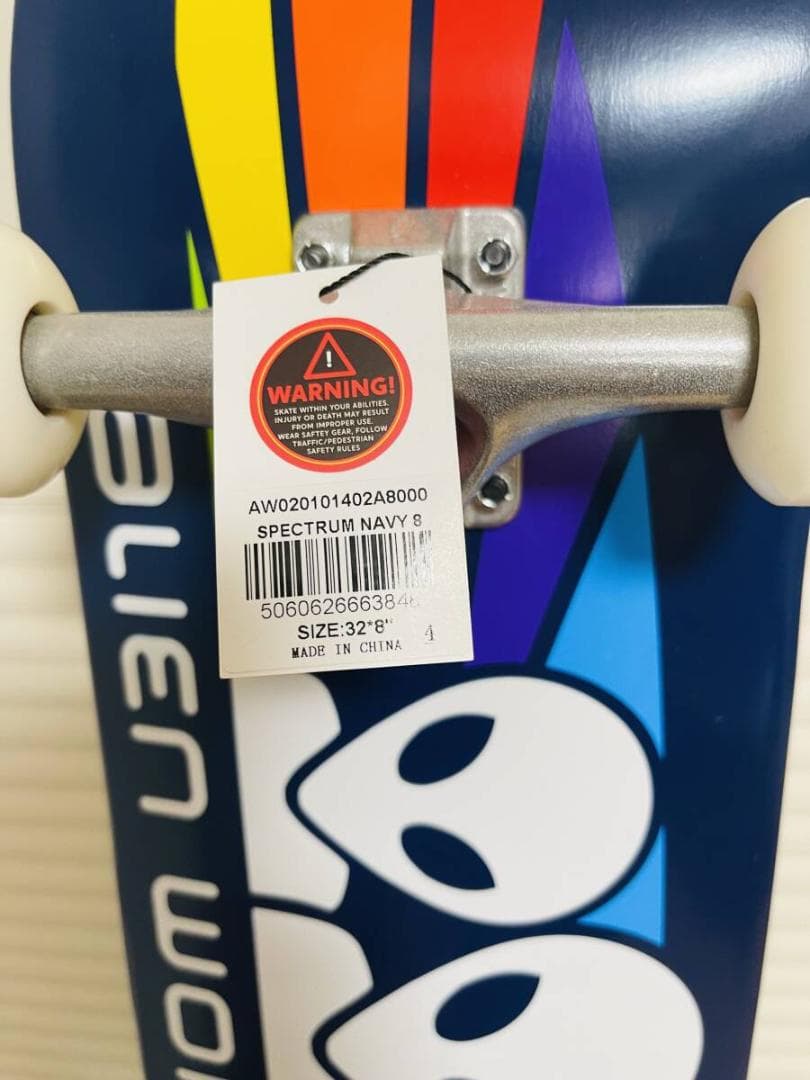 WARNING!
SKATE WITHIN YOUR ABILITIES.
INJURY OR DEATH MAY RESULT
FROM IMPROPER USE.
WEAR SAFTEY GEAR, FOLLOW
TRAFFIC/PEDESTRIAN
SAFETY RULES
AW020101402A8000
SPECTRUM NAVY 8
SIZE:32*8"
4
MADE IN CHINA
ALIEN